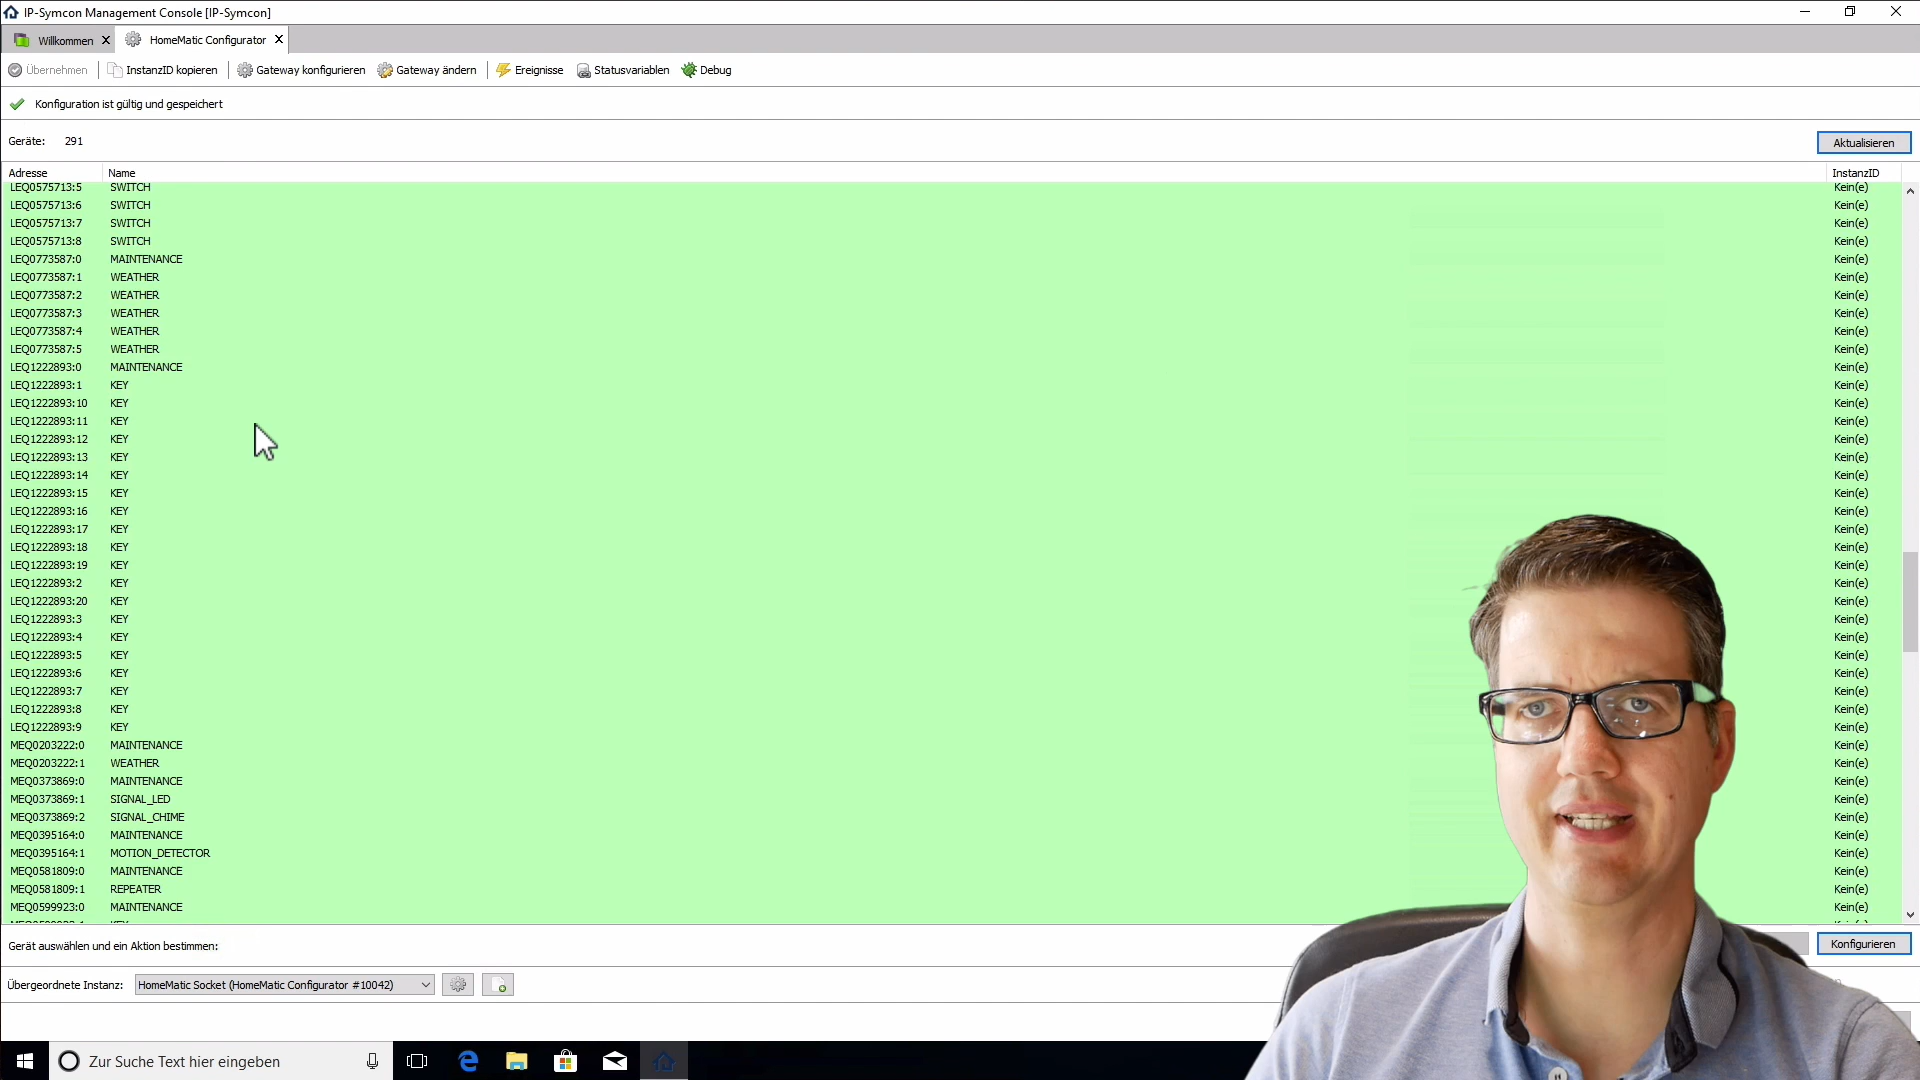 IP-Symcon Management Console [IP-Symcon]
Willkommen HomeMatic Configurator
Übernehmen InstanzID kopieren Gateway konfigurieren Gateway ändern Ereignisse Statusvariablen Debug
Konfiguration ist gültig und gespeichert
Geräte: 291 Aktualisieren
Adresse Name InstanzID
LEQ0575713:5 SWITCH Kein(e)
LEQ0575713:6 SWITCH Kein(e)
LEQ0575713:7 SWITCH Kein(e)
LEQ0575713:8 SWITCH Kein(e)
LEQ0773587:0 MAINTENANCE Kein(e)
LEQ0773587:1 WEATHER Kein(e)
LEQ0773587:2 WEATHER Kein(e)
LEQ0773587:3 WEATHER Kein(e)
LEQ0773587:4 WEATHER Kein(e)
LEQ0773587:5 WEATHER Kein(e)
LEQ1222893:0 MAINTENANCE Kein(e)
LEQ1222893:1 KEY Kein(e)
LEQ1222893:10 KEY Kein(e)
LEQ1222893:11 KEY Kein(e)
LEQ1222893:12 KEY Kein(e)
LEQ1222893:13 KEY Kein(e)
LEQ1222893:14 KEY Kein(e)
LEQ1222893:15 KEY Kein(e)
LEQ1222893:16 KEY Kein(e)
LEQ1222893:17 KEY Kein(e)
LEQ1222893:18 KEY Kein(e)
LEQ1222893:19 KEY Kein(e)
LEQ1222893:2 KEY Kein(e)
LEQ1222893:20 KEY Kein(e)
LEQ1222893:3 KEY Kein(e)
LEQ1222893:4 KEY Kein(e)
LEQ1222893:5 KEY Kein(e)
LEQ1222893:6 KEY Kein(e)
LEQ1222893:7 KEY Kein(e)
LEQ1222893:8 KEY Kein(e)
LEQ1222893:9 KEY Kein(e)
MEQ0203222:0 MAINTENANCE Kein(e)
MEQ0203222:1 WEATHER Kein(e)
MEQ0373869:0 MAINTENANCE Kein(e)
MEQ0373869:1 SIGNAL_LED Kein(e)
MEQ0373869:2 SIGNAL_CHIME Kein(e)
MEQ0395164:0 MAINTENANCE Kein(e)
MEQ0395164:1 MOTION_DETECTOR Kein(e)
MEQ0581809:0 MAINTENANCE Kein(e)
MEQ0581809:1 REPEATER Kein(e)
MEQ0599923:0 MAINTENANCE Kein(e)
Gerät auswählen und ein Aktion bestimmen: Konfigurieren
Übergeordnete Instanz: HomeMatic Socket (HomeMatic Configurator #10042)
Zur Suche Text hier eingeben